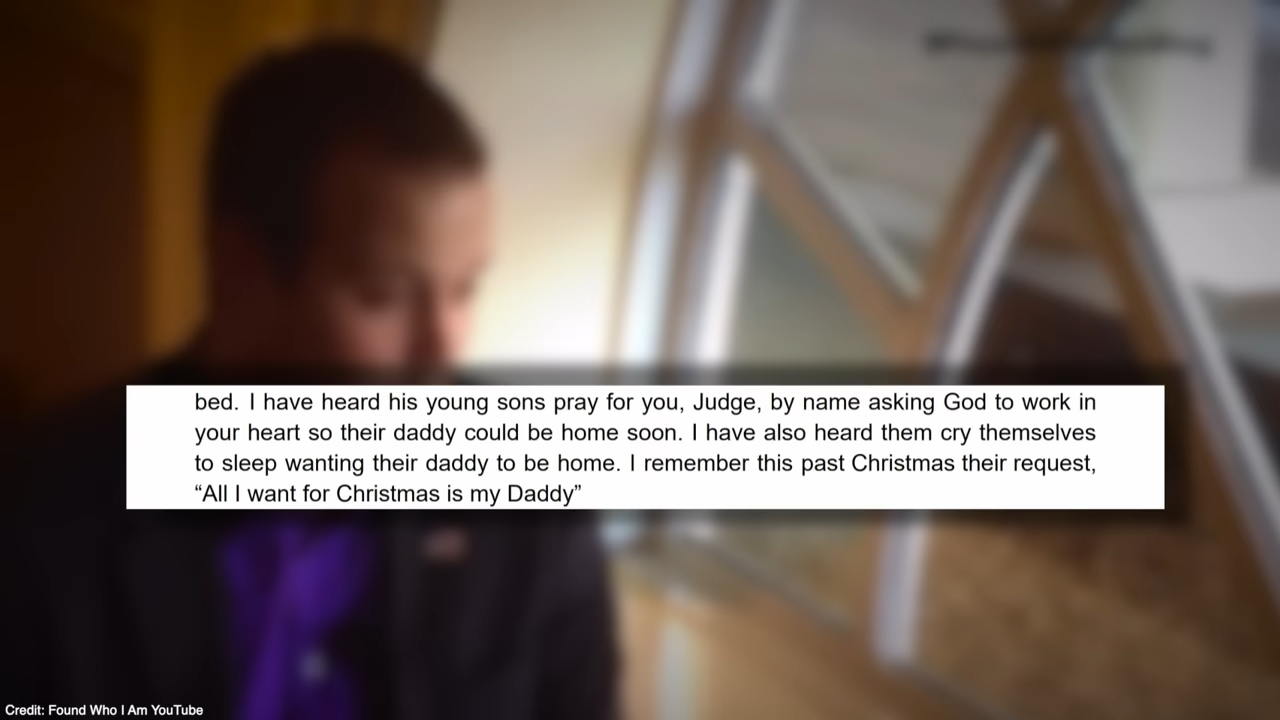 bed. I have heard his young sons pray for you, Judge, by name asking God to work in
your heart so their daddy could be home soon. I have also heard them cry themselves
to sleep wanting their daddy to be home. I remember this past Christmas their request,
“All I want for Christmas is my Daddy”
Credit: Found Who I Am YouTube